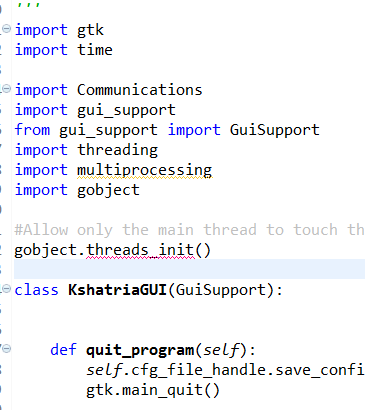 '''
import gtk
import time
import Communications
import gui_support
from gui_support import GuiSupport
import threading
import multiprocessing
import gobject
#Allow only the main thread to touch th
gobject.threads_init()
class KshatriaGUI(GuiSupport):
def quit_program(self):
self.cfg_file_handle.save_confi
gtk.main_quit()